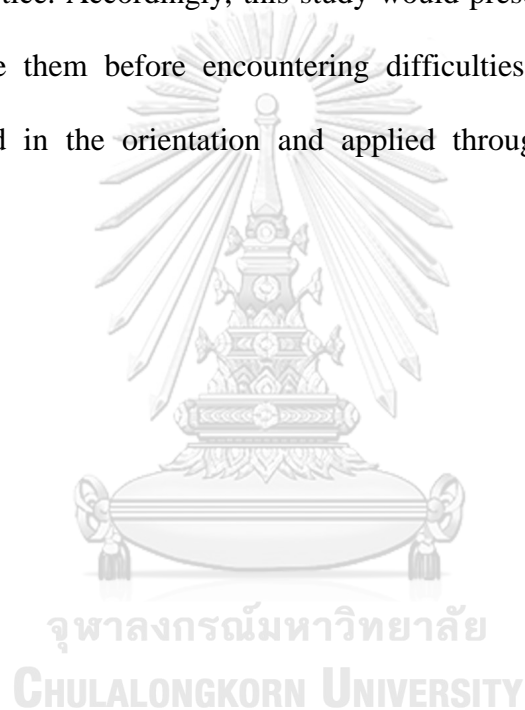 tice. Accordingly, this study would pres
e them before encountering difficulties
d in the orientation and applied throug
จุฬาลงกรณ์มหาวิทยาลัย
CHULALONGKORN UNIVERSITY